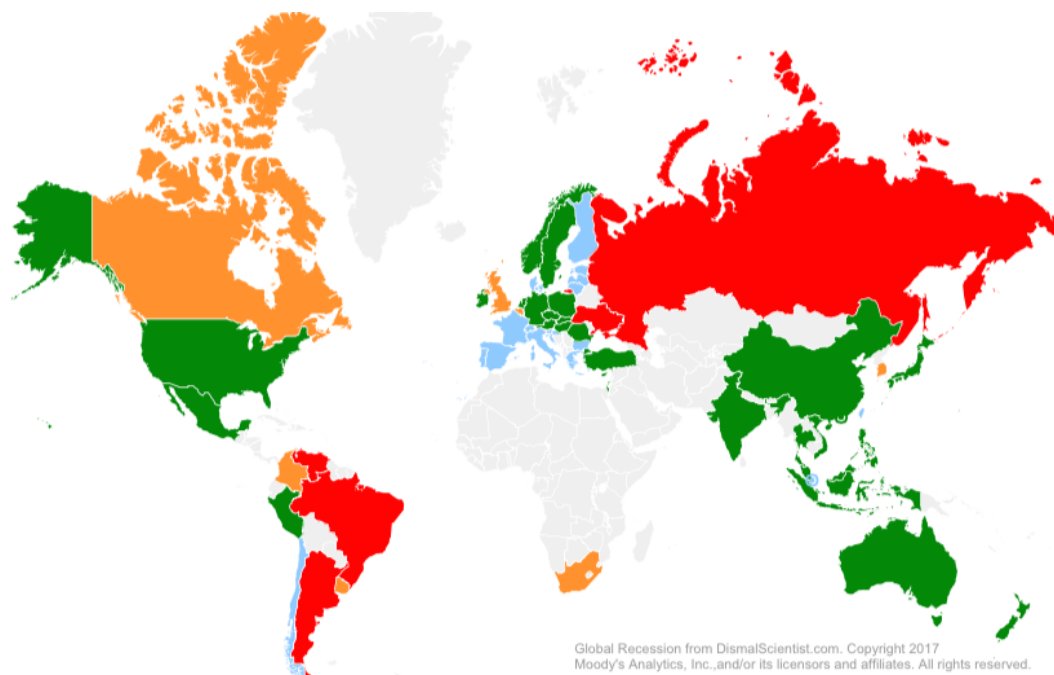 Global Recession from DismalScientist.com. Copyright 2017
Moody's Analytics, Inc.,and/or its licensors and affiliates. All rights reserved.